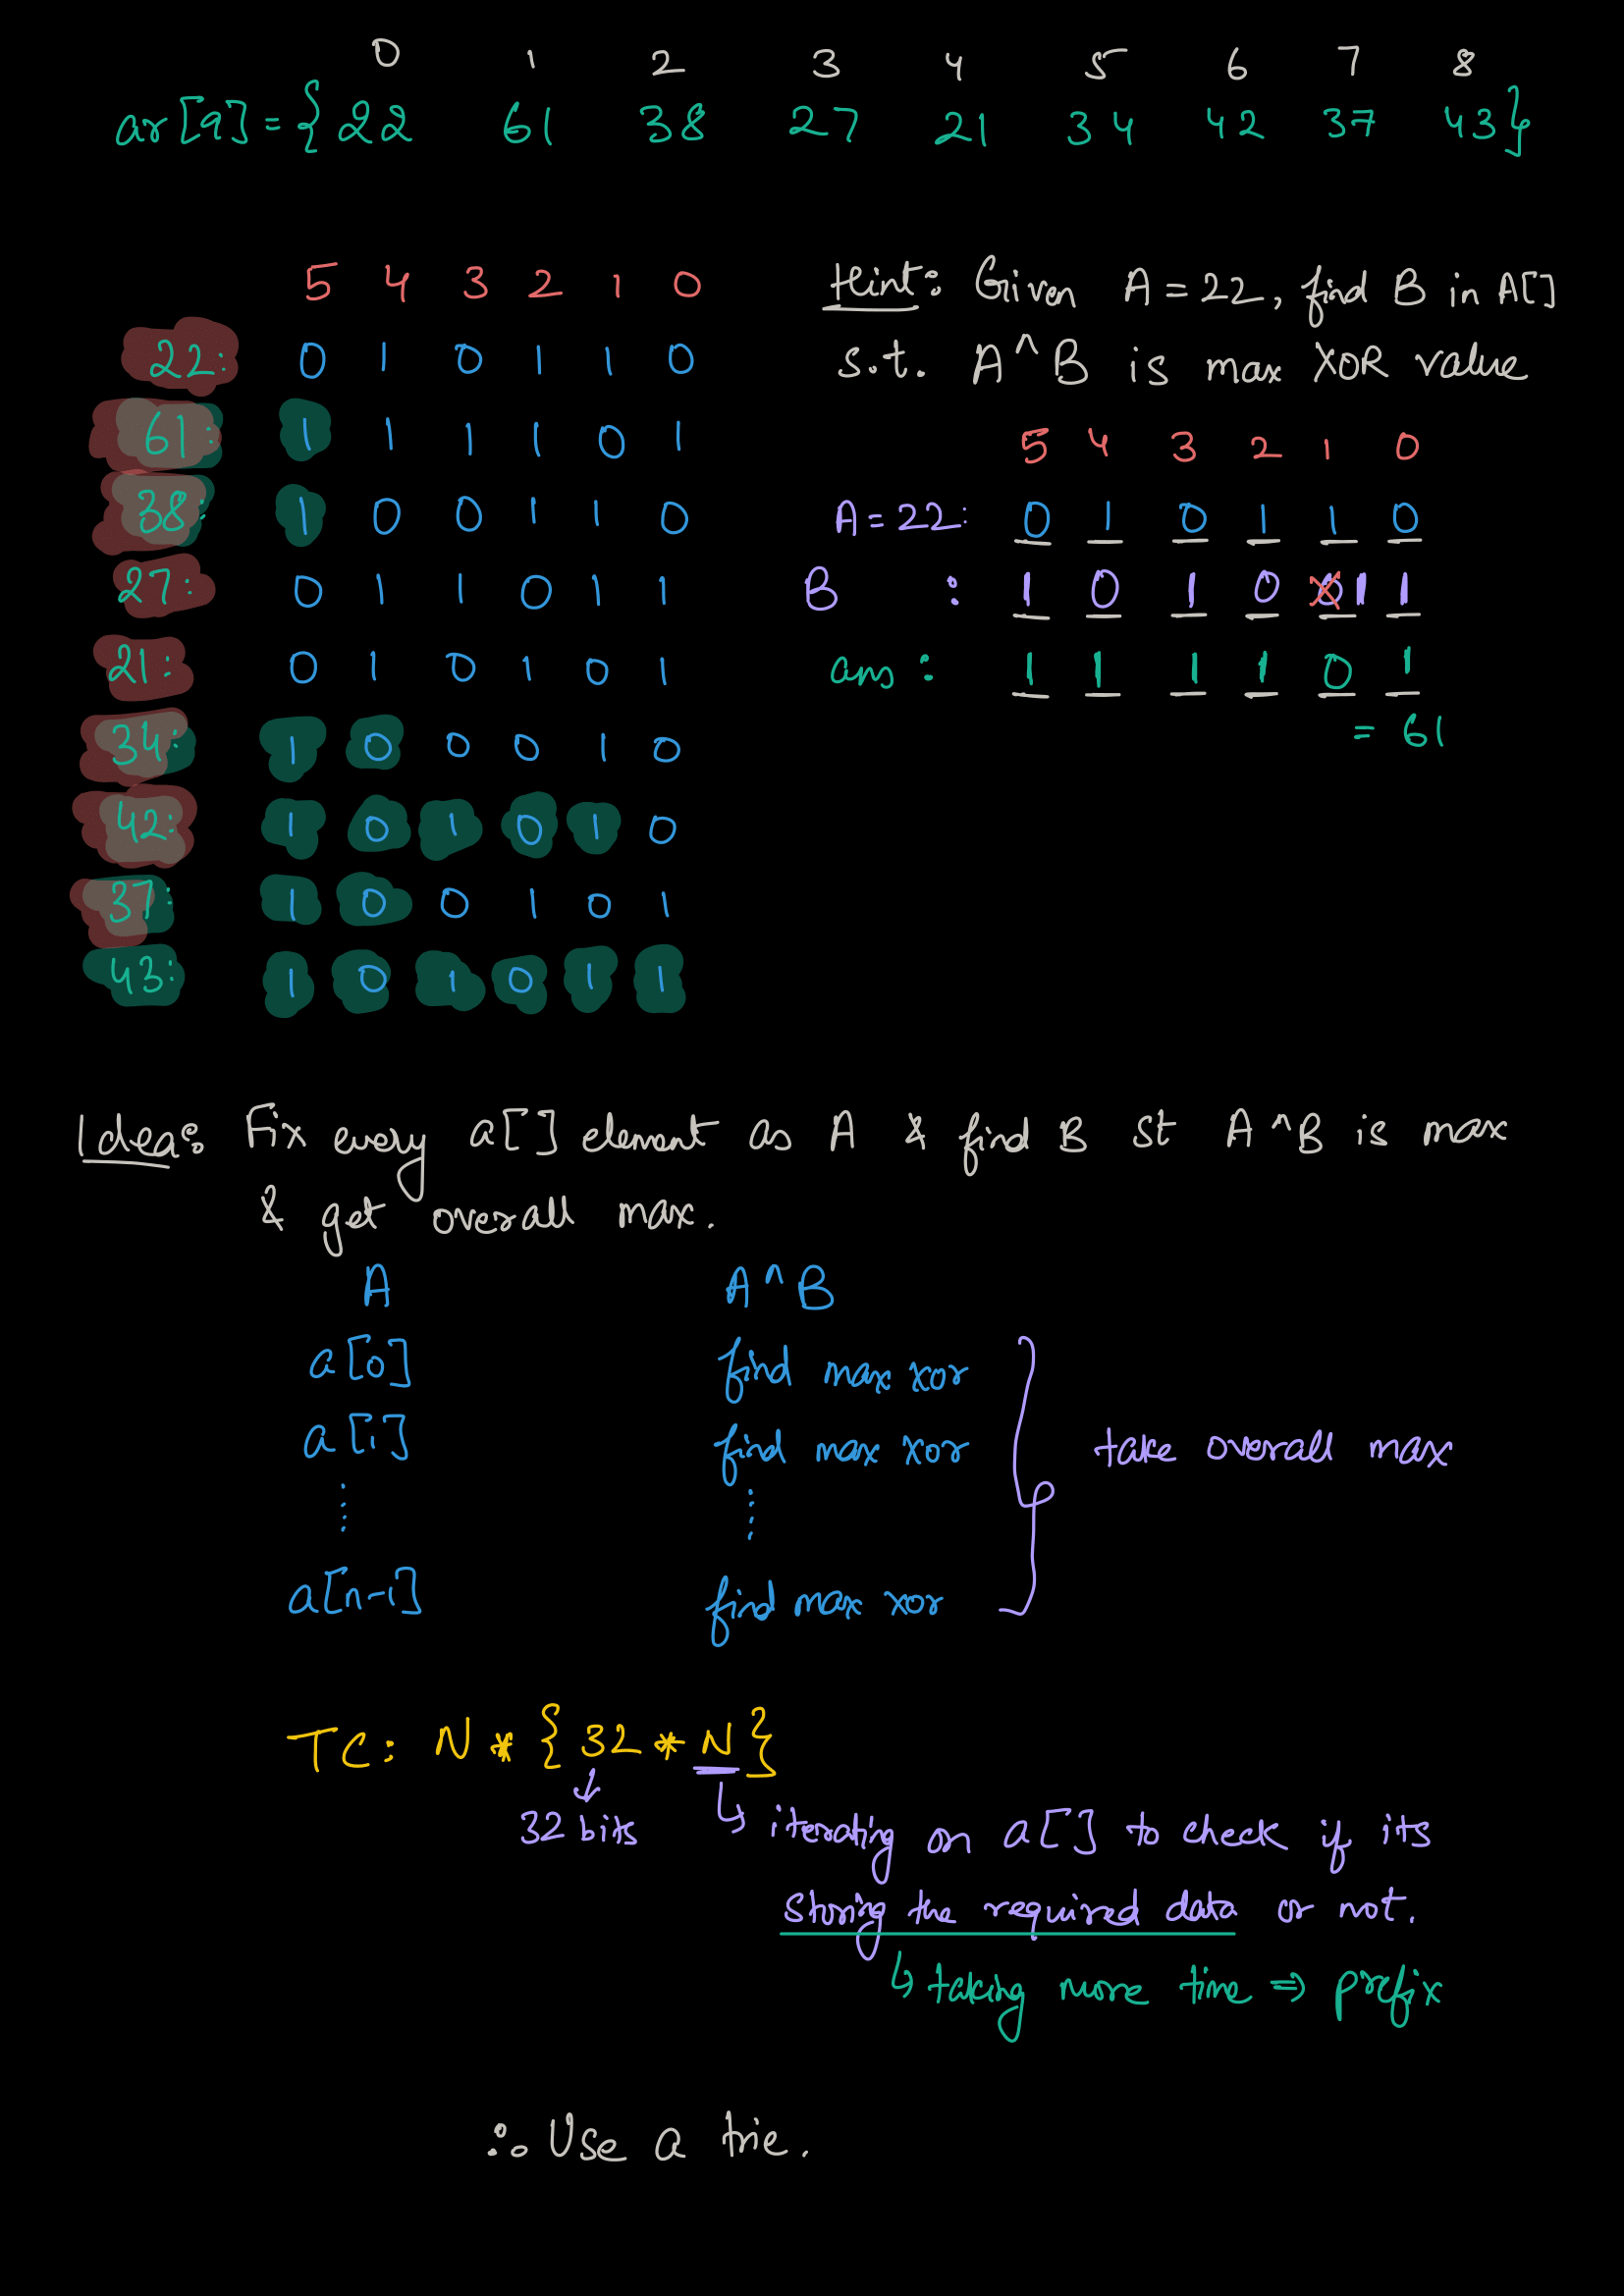 0 1 2 3 4 5 6 7 8
ar[9] = { 22 61 38 27 21 34 42 37 43 }
5 4 3 2 1 0
22: 0 1 0 1 1 0
61: 1 1 1 1 0 1
38: 1 0 0 1 1 0
27: 0 1 1 0 1 1
21: 0 1 0 1 0 1
34: 1 0 0 0 1 0
42: 1 0 1 0 1 0
37: 1 0 0 1 0 1
43: 1 0 1 0 1 1
Hint: Given A = 22, find B in A[]
s.t. A ^ B is max XOR value
5 4 3 2 1 0
A = 22: 0 1 0 1 1 0
B : 1 0 1 0 0 1 1
ans : 1 1 1 1 0 1
= 61
Idea: Fix every a[] element as A & find B st A ^ B is max
& get overall max.
A A ^ B
a[0] find max xor
a[1] find max xor
take overall max
a[n-1] find max xor
TC: N * { 32 * N }
32 bits
↳ iterating on a[] to check if its
storing the required data or not.
↳ taking more time ⇒ prefix
∴ Use a trie.